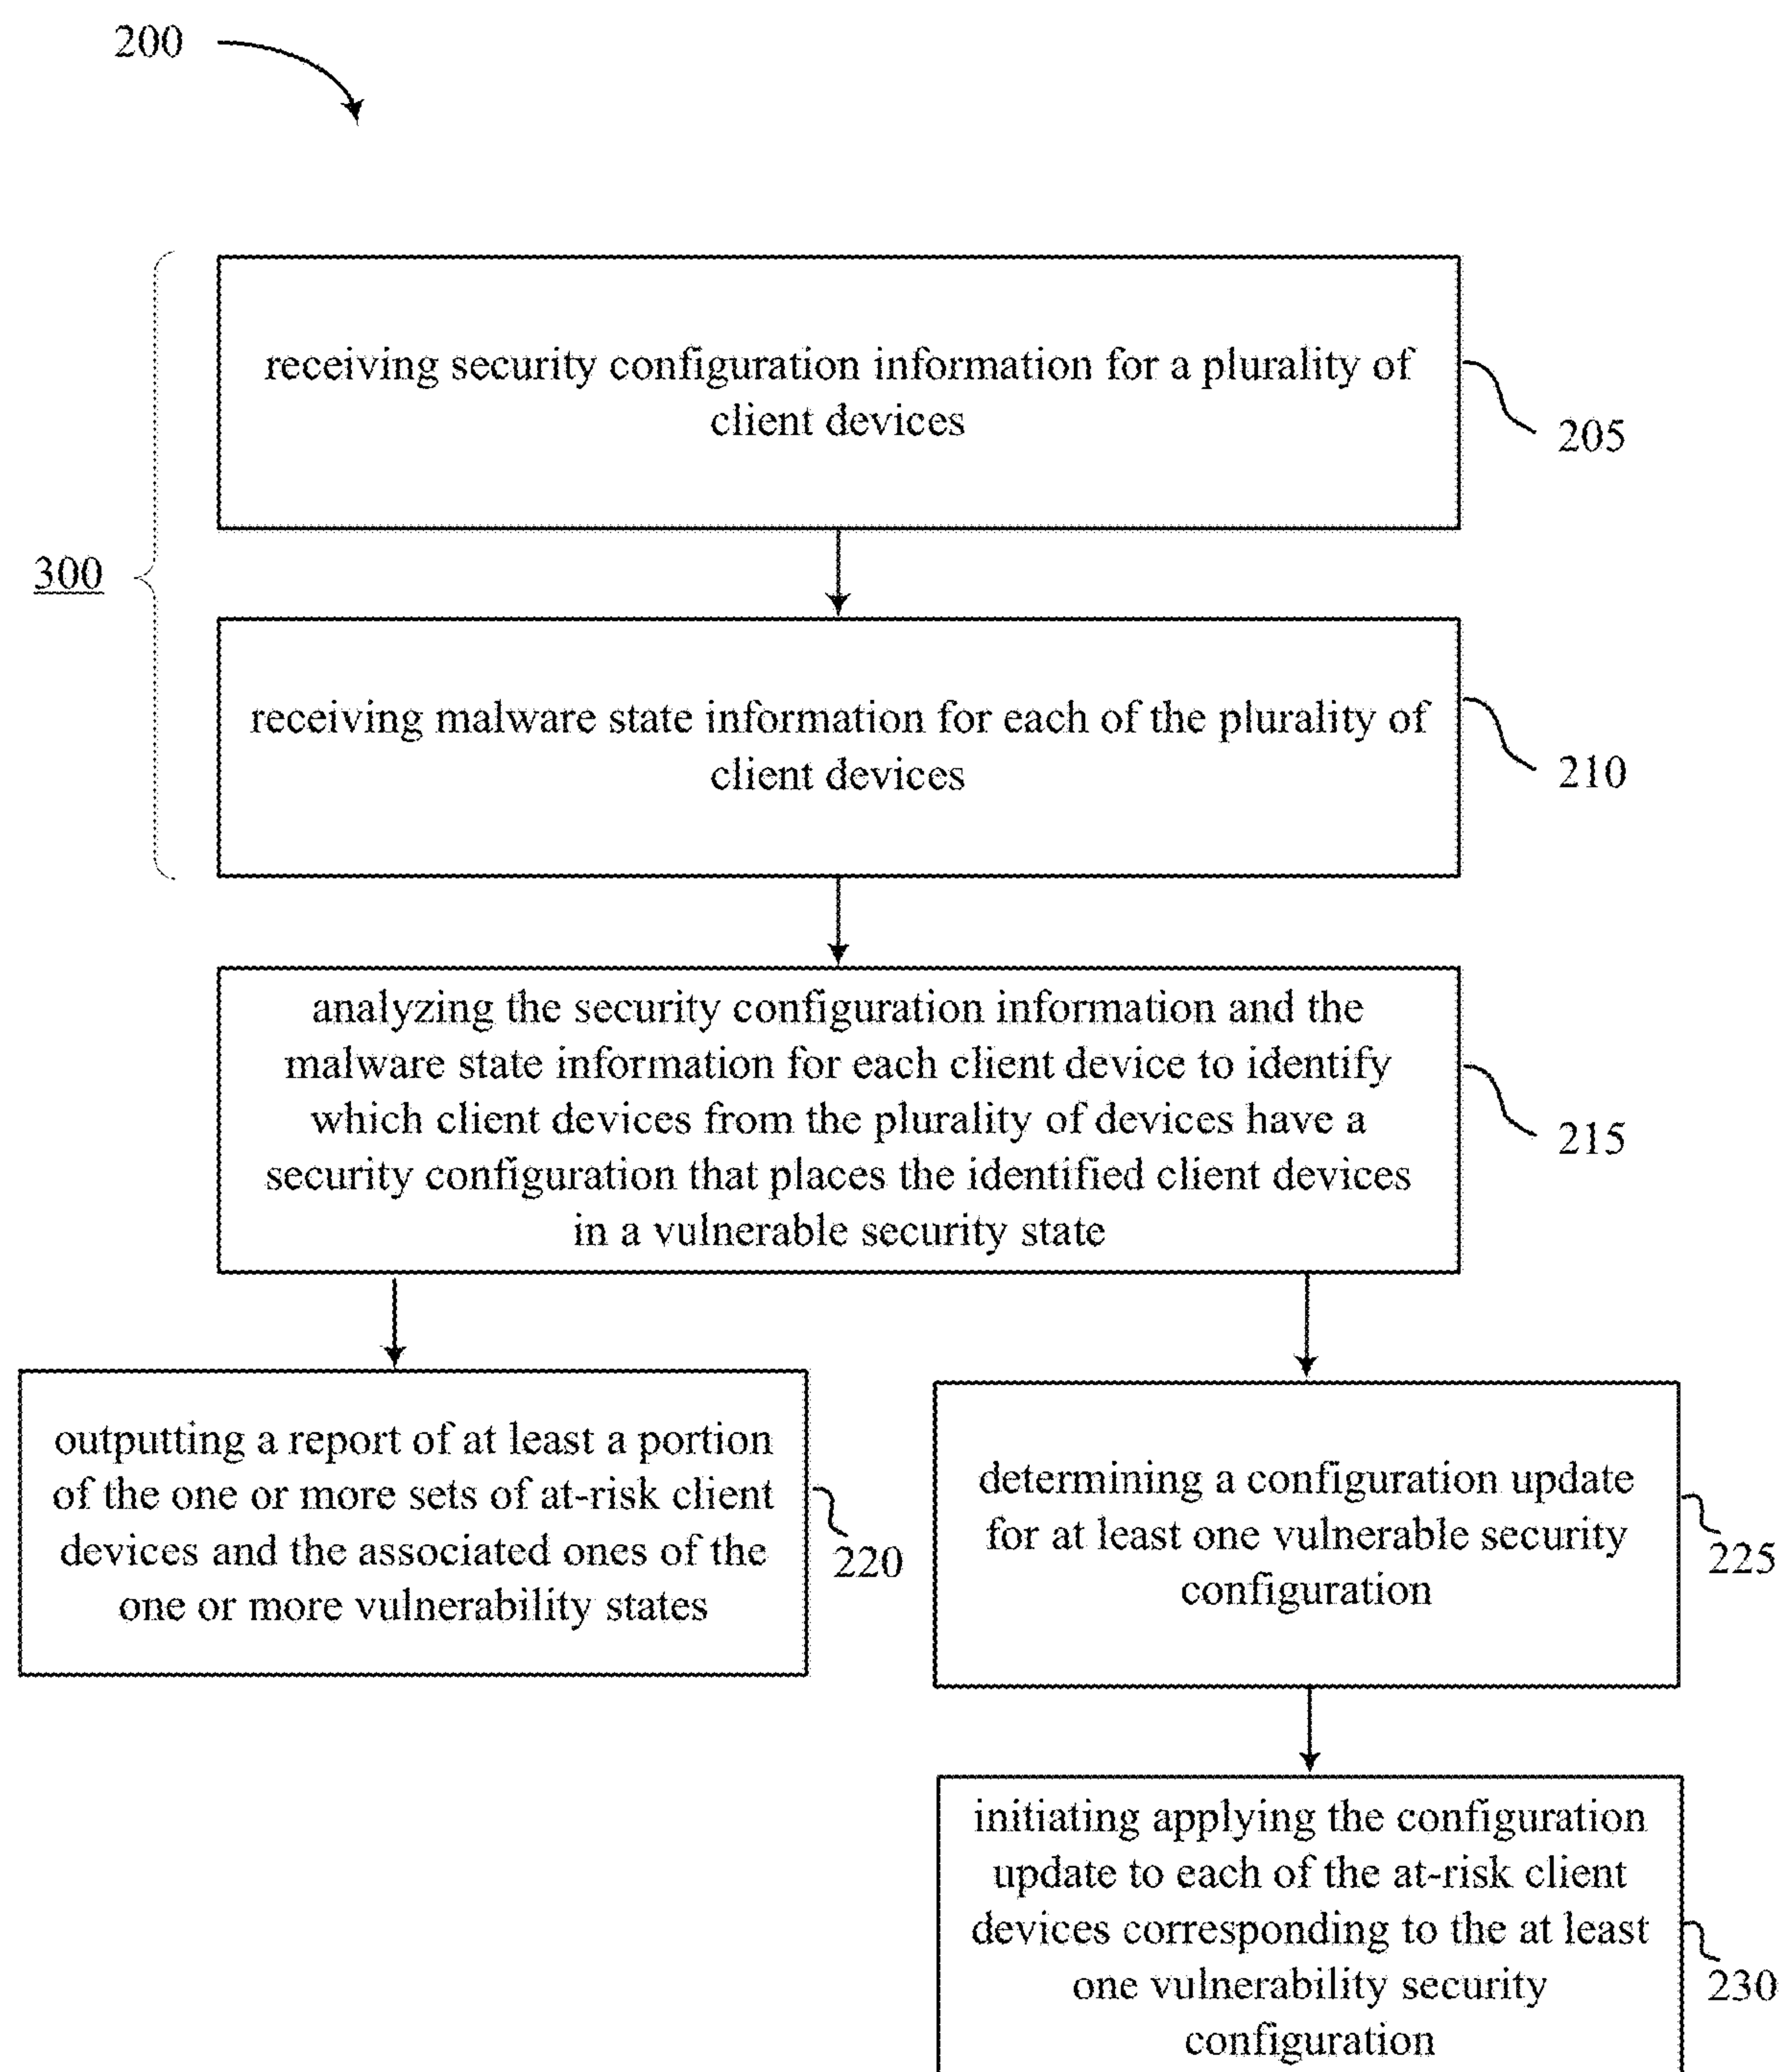 200
receiving security configuration information for a plurality of
client devices
205
300
receiving malware state information for each of the plurality of
client devices
210
analyzing the security configuration information and the
malware state information for each client device to identify
which client devices from the plurality of devices have a
security configuration that places the identified client devices
in a vulnerable security state
215
outputting a report of at least a portion
of the one or more sets of at-risk client
devices and the associated ones of the
one or more vulnerability states
220
determining a configuration update
for at least one vulnerable security
configuration
225
initiating applying the configuration
update to each of the at-risk client
devices corresponding to the at least
one vulnerability security
configuration
230